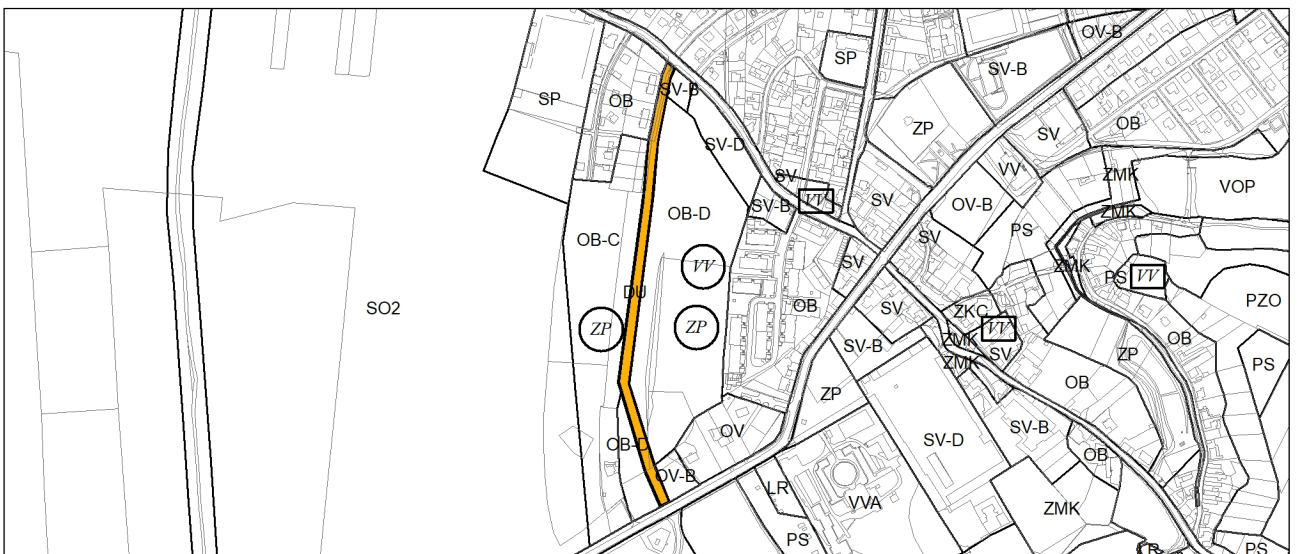 OV-B
SP
SV-B
SP
OB
SV-B
ZP
SV
OB
SV-D
VV
SV
ZMK
VOP
SV-B
VV
SV
OV-B
OB-D
ZMK
PS
OB-C
SV
VV
SV
ZMK
PS
VV
DU
PZO
SO2
OB
SV
ZKC
ZP
ZP
VV
ZMK
SV
ZP
OB
SV-B
ZMK
PS
OB
ZP
OV
SV-B
OB-D
SV-D
OB
OV-B
LR
VVA
ZMK
PS
LR
PS